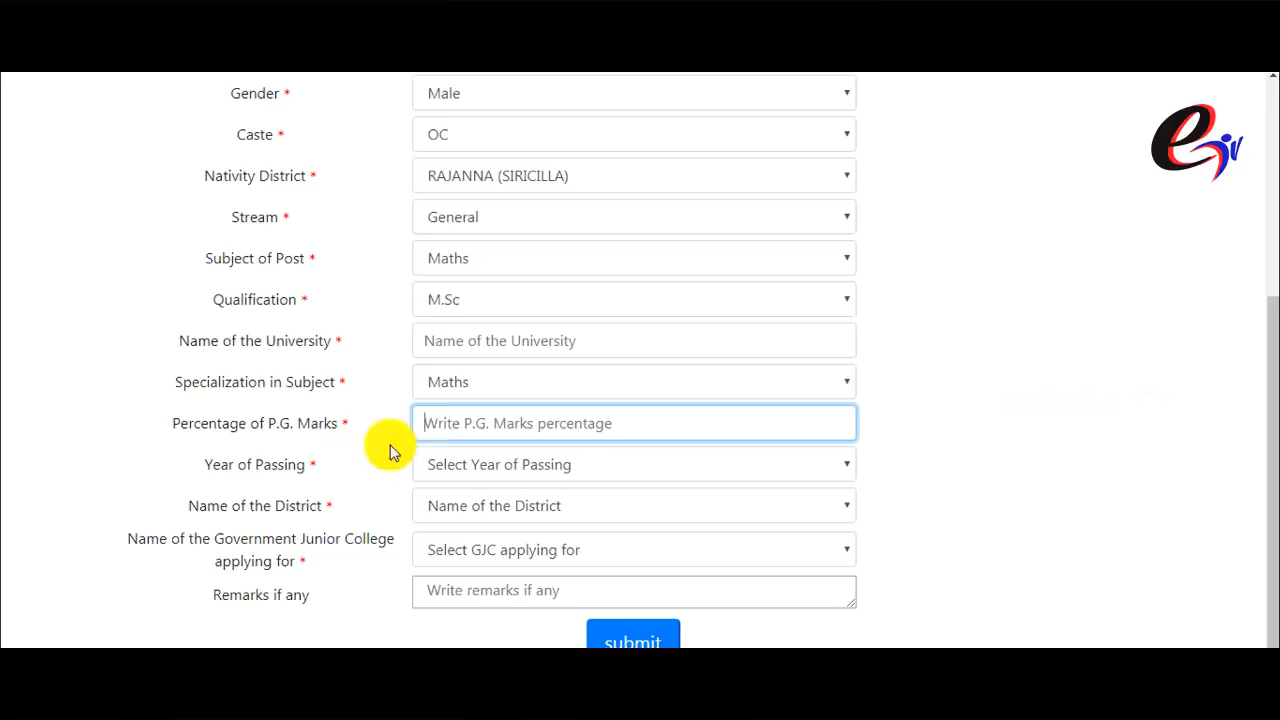 Gender * Male
Caste * OC
Nativity District * RAJANNA (SIRICILLA)
Stream * General
Subject of Post * Maths
Qualification * M.Sc
Name of the University * Name of the University
Specialization in Subject * Maths
Percentage of P.G. Marks * Write P.G. Marks percentage
Year of Passing * Select Year of Passing
Name of the District * Name of the District
Name of the Government Junior College
applying for * Select GJC applying for
Remarks if any Write remarks if any
submit